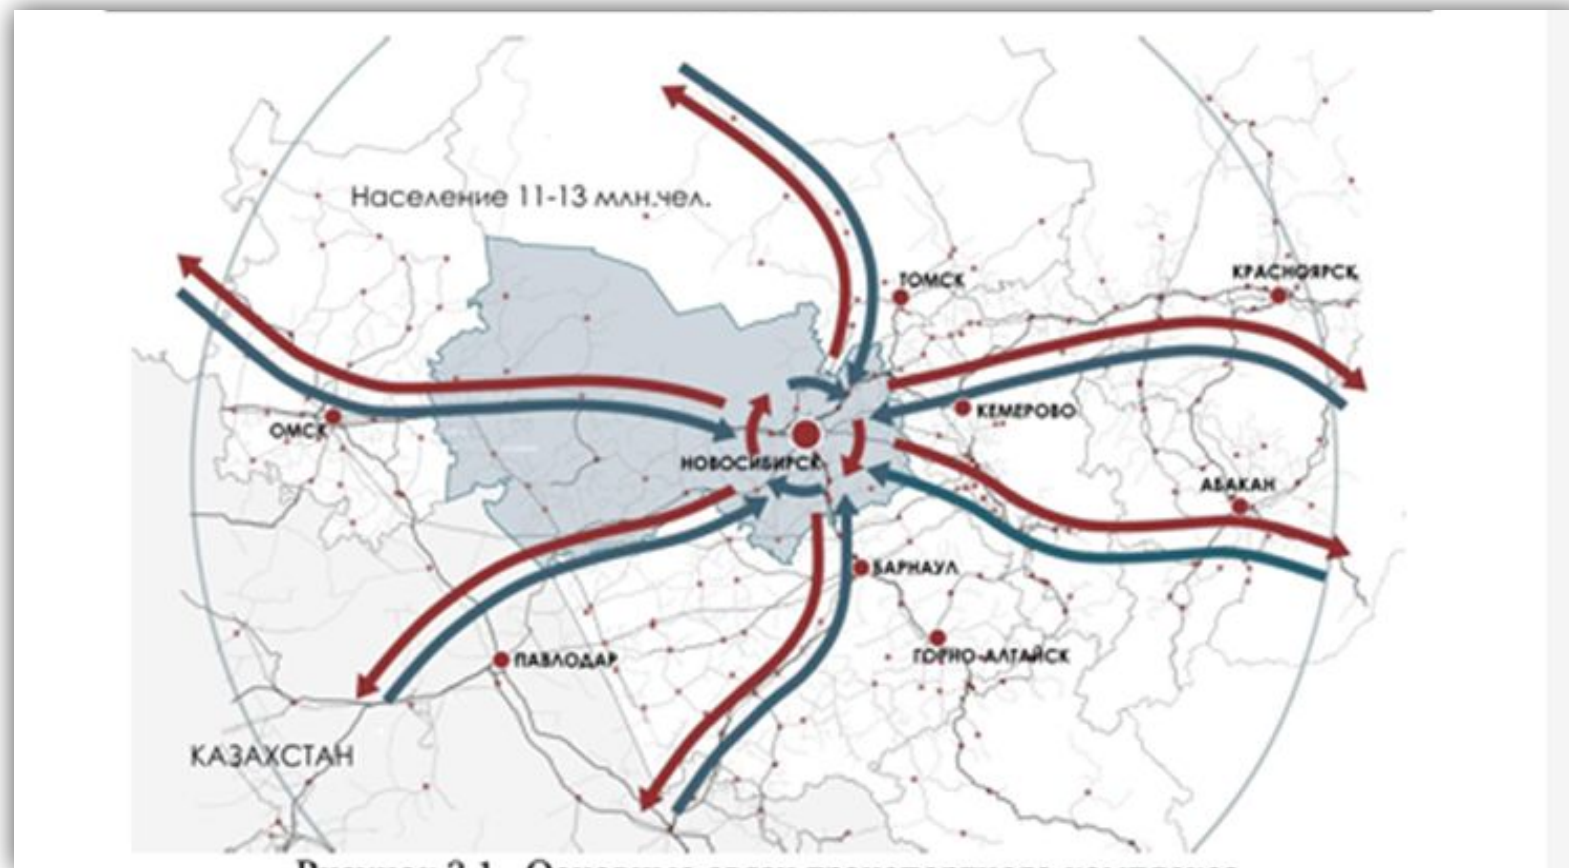 Население 11-13 млн.чел.
ТОМСК
КРАСНОЯРСК
КЕМЕРОВО
ОМСК
НОВОСИБИРСК
АБАКАН
БАРНАУЛ
ГОРНО-АЛТАЙСК
ПАВЛОДАР
КАЗАХСТАН